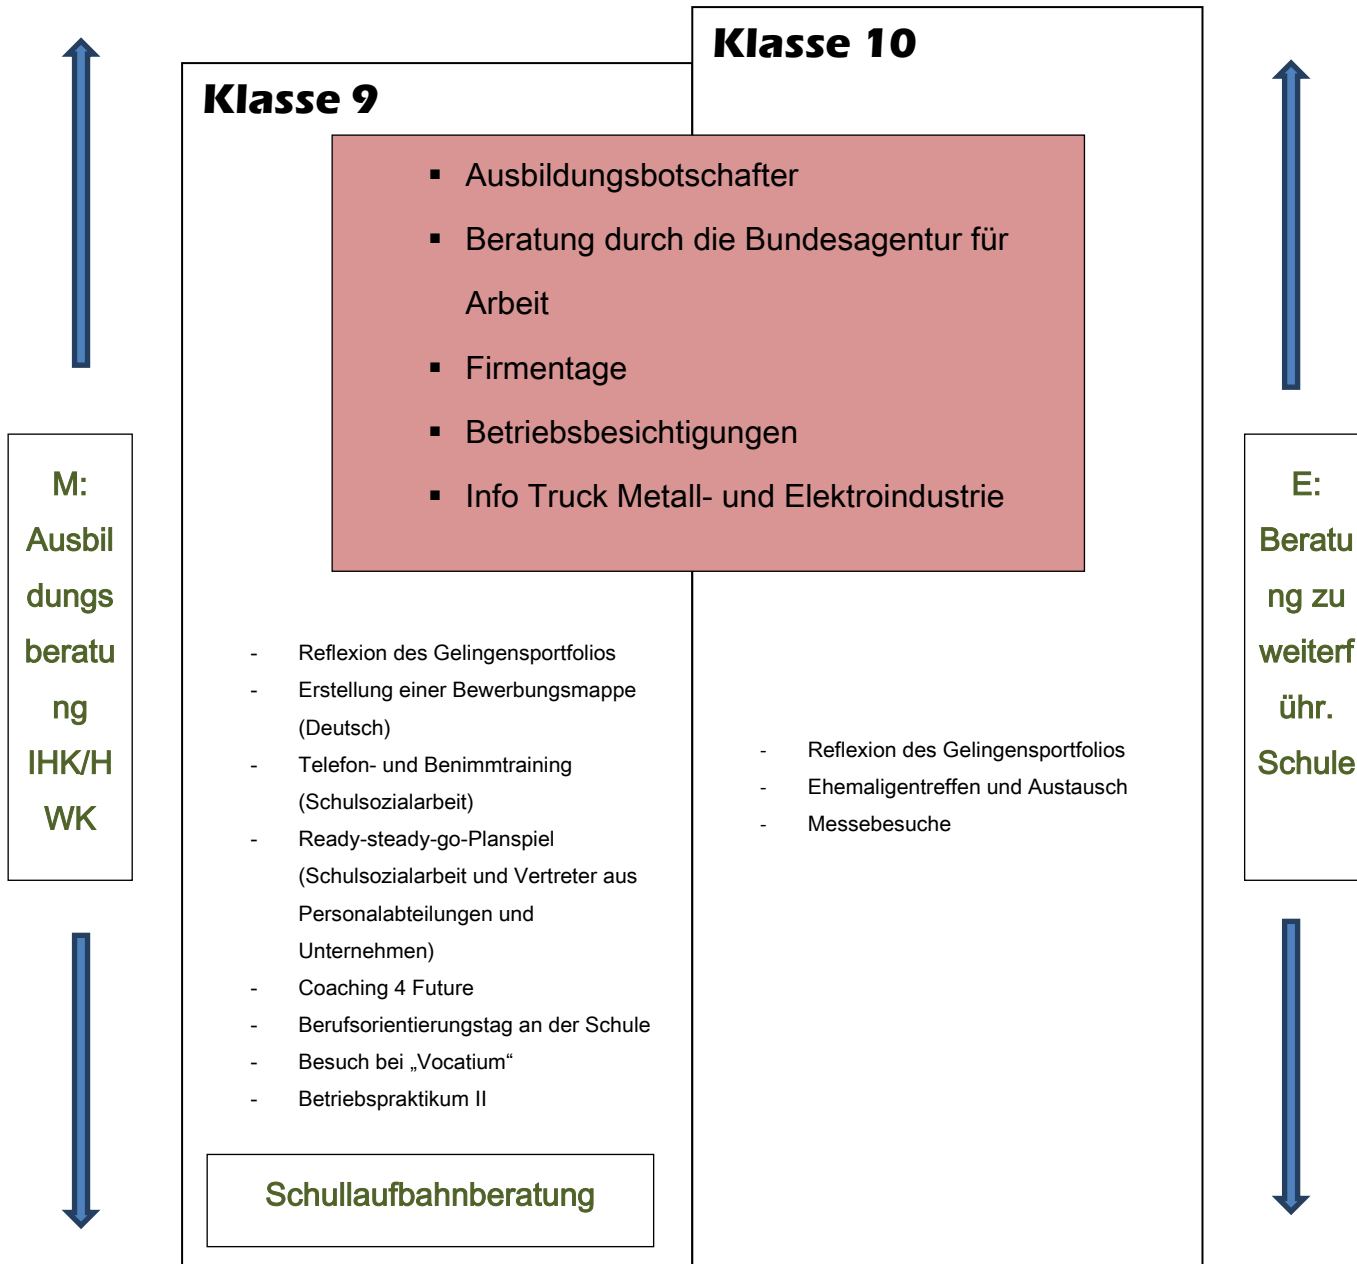 Klasse 10
Klasse 9
▪ Ausbildungsbotschafter
▪ Beratung durch die Bundesagentur für
Arbeit
▪ Firmentage
▪ Betriebsbesichtigungen
▪ Info Truck Metall- und Elektroindustrie
M:
Ausbil
dungs
beratu
ng
IHK/H
WK
- Reflexion des Gelingensportfolios
- Erstellung einer Bewerbungsmappe
(Deutsch)
- Telefon- und Benimmtraining
(Schulsozialarbeit)
- Ready-steady-go-Planspiel
(Schulsozialarbeit und Vertreter aus
Personalabteilungen und
Unternehmen)
- Coaching 4 Future
- Berufsorientierungstag an der Schule
- Besuch bei „Vocatium“
- Betriebspraktikum II
Schullaufbahnberatung
- Reflexion des Gelingensportfolios
- Ehemaligentreffen und Austausch
- Messebesuche
E:
Beratu
ng zu
weiterf
ühr.
Schule